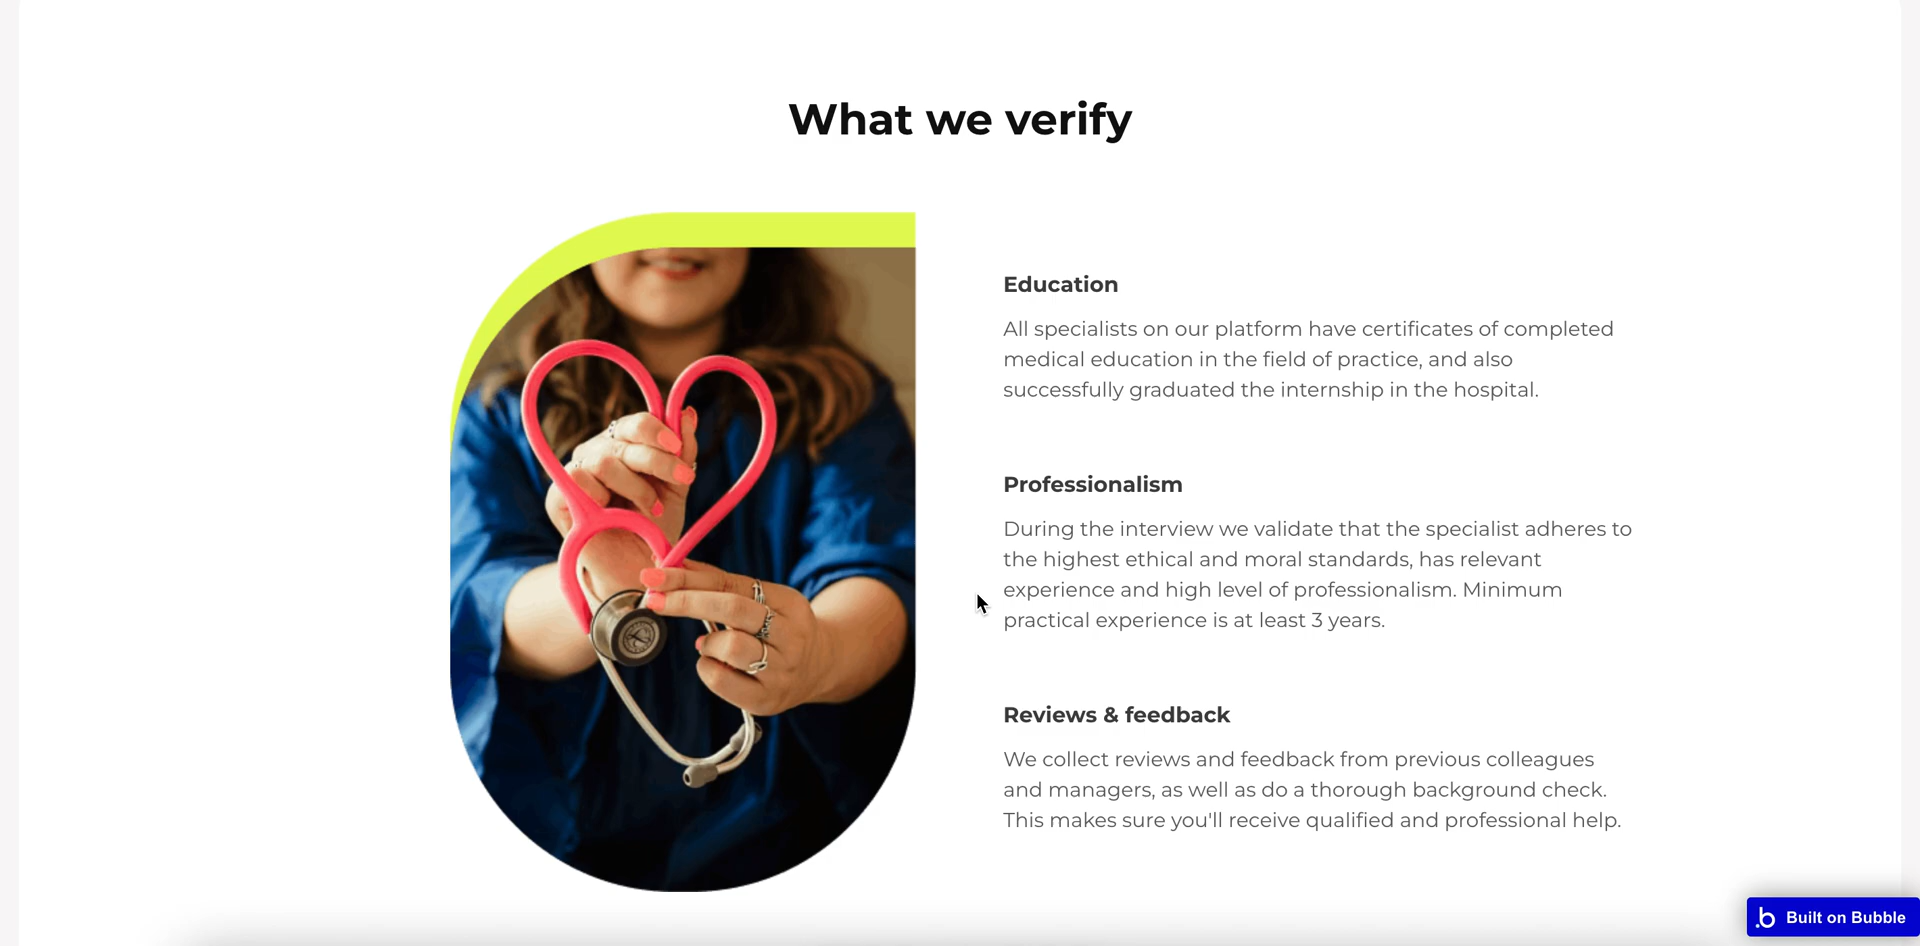 What we verify
Education
All specialists on our platform have certificates of completed
medical education in the field of practice, and also
successfully graduated the internship in the hospital.
Professionalism
During the interview we validate that the specialist adheres to
the highest ethical and moral standards, has relevant
experience and high level of professionalism. Minimum
practical experience is at least 3 years.
Reviews & feedback
We collect reviews and feedback from previous colleagues
and managers, as well as do a thorough background check.
This makes sure you'll receive qualified and professional help.
Built on Bubble